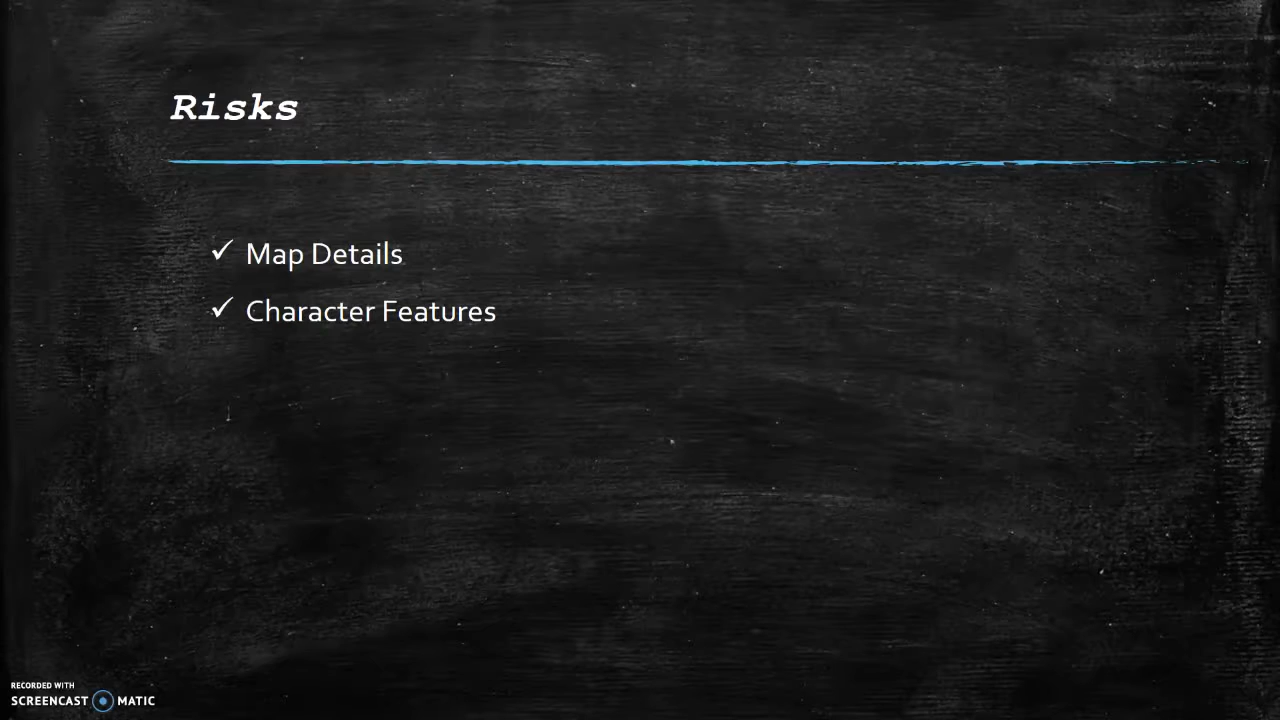 Risks
✓ Map Details
✓ Character Features
RECORDED WITH
SCREENCAST MATIC